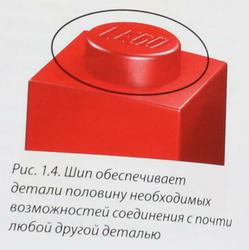 LEGO
Рис. 1.4. Шип обеспечивает
детали половину необходимых
возможностей соединения с почти
любой другой деталью